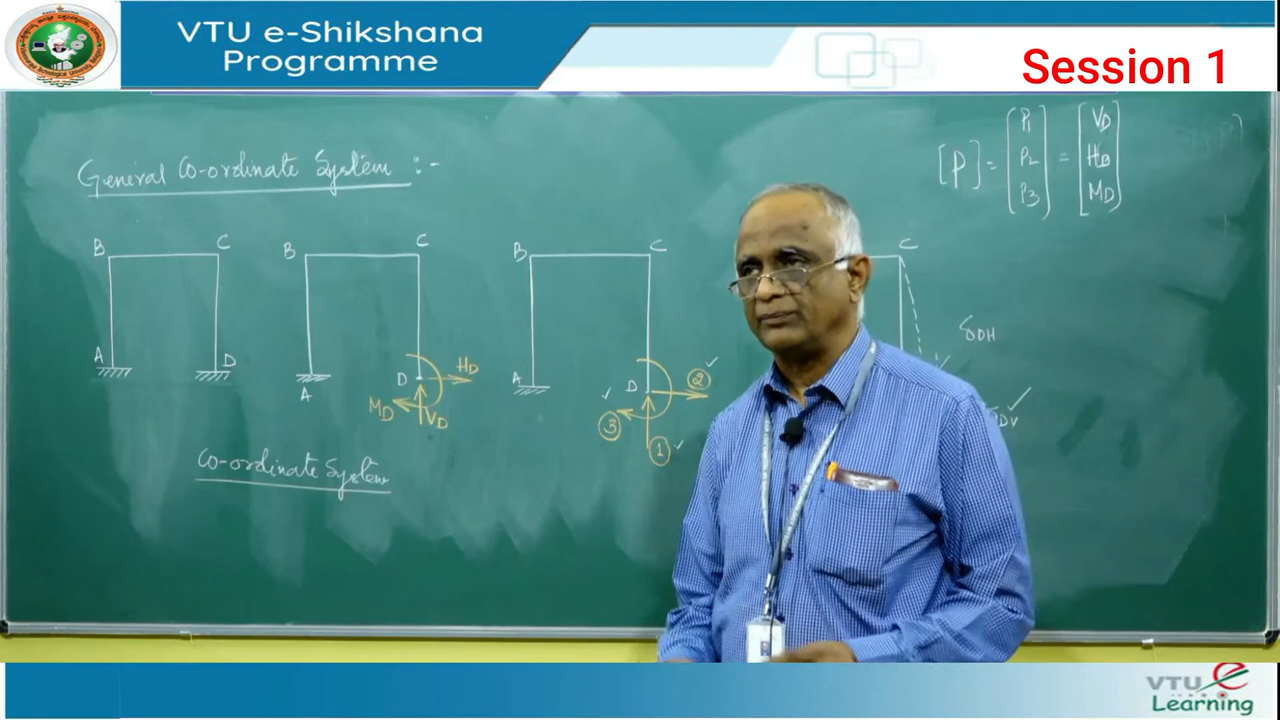 VTU e-Shikshana
Programme
Session 1
General Co-ordinate System :-
[P] = [P1 P2 P3] = [VD HD MD]
B C
A D
B C
A D
HD
MD VD
B C
A D
1
2
3
C
δDH
DV
Co-ordinate System
VTU e
Learning